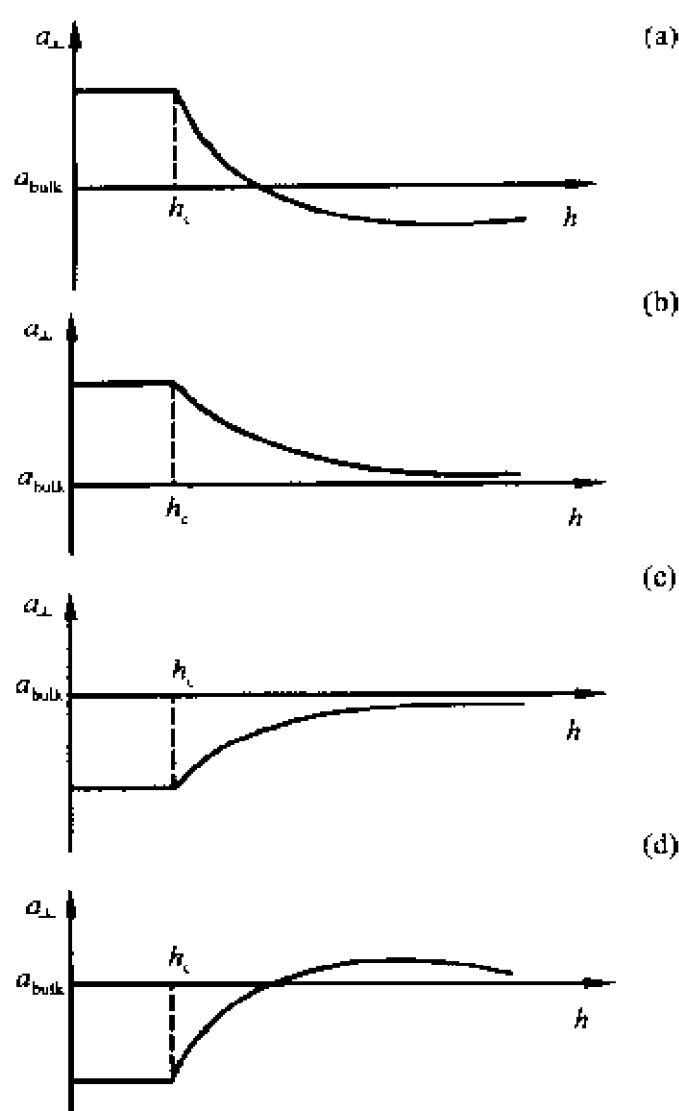 (a)
a⊥
a_bulk
h_c
h
(b)
a⊥
a_bulk
h_c
h
(c)
a⊥
h_c
a_bulk
h
(d)
a⊥
h_c
a_bulk
h